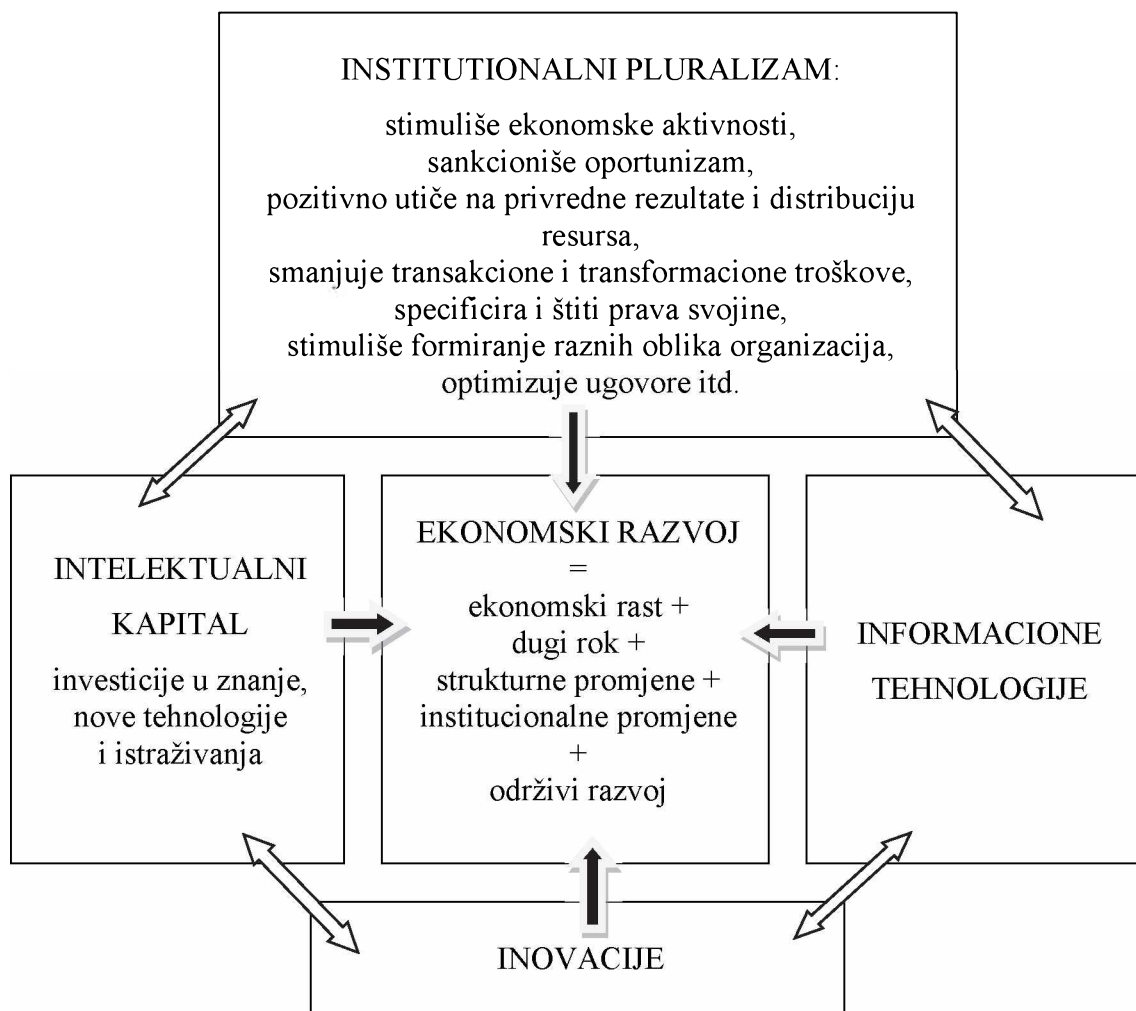 INSTITUTIONALNI PLURALIZAM:
stimuliše ekonomske aktivnosti,
sankcioniše oportunizam,
pozitivno utiče na privredne rezultate i distribuciju
resursa,
smanjuje transakcione i transformacione troškove,
specificira i štiti prava svojine,
stimuliše formiranje raznih oblika organizacija,
optimizuje ugovore itd.
INTELEKTUALNI
KAPITAL
investicije u znanje,
nove tehnologije
i istraživanja
EKONOMSKI RAZVOJ
=
ekonomski rast +
dugi rok +
strukturne promjene +
institucionalne promjene
+
održivi razvoj
INFORMACIONE
TEHNOLOGIJE
INOVACIJE